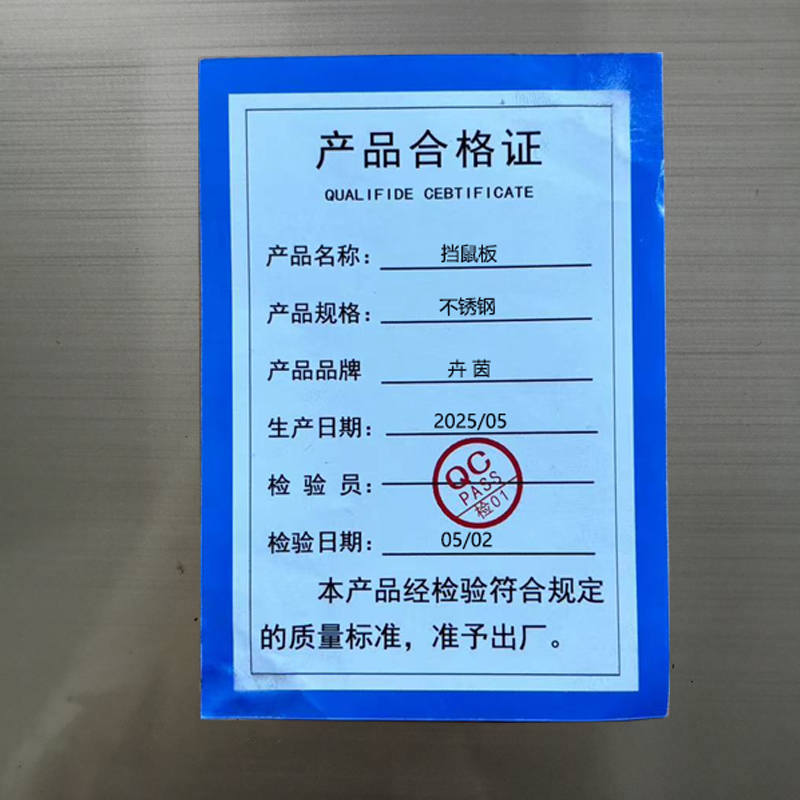 产品合格证
QUALIFIDE CEBTIFICATE
产品名称：挡鼠板
产品规格：不锈钢
产品品牌 卉茵
生产日期：2025/05
检验员：
QC
PASS
检01
检验日期：05/02
本产品经检验符合规定
的质量标准，准予出厂。